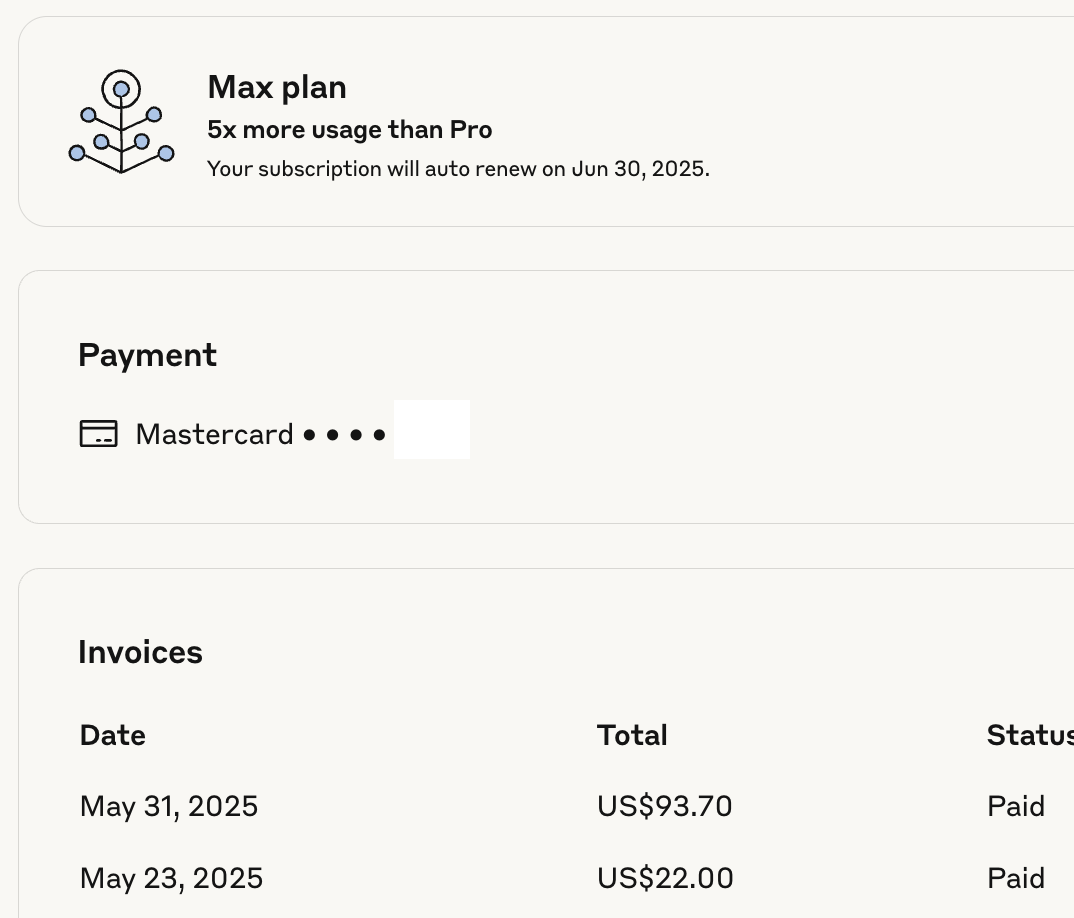 Max plan
5x more usage than Pro
Your subscription will auto renew on Jun 30, 2025.
Payment
Mastercard ••••
Invoices
Date Total Status
May 31, 2025 US$93.70 Paid
May 23, 2025 US$22.00 Paid